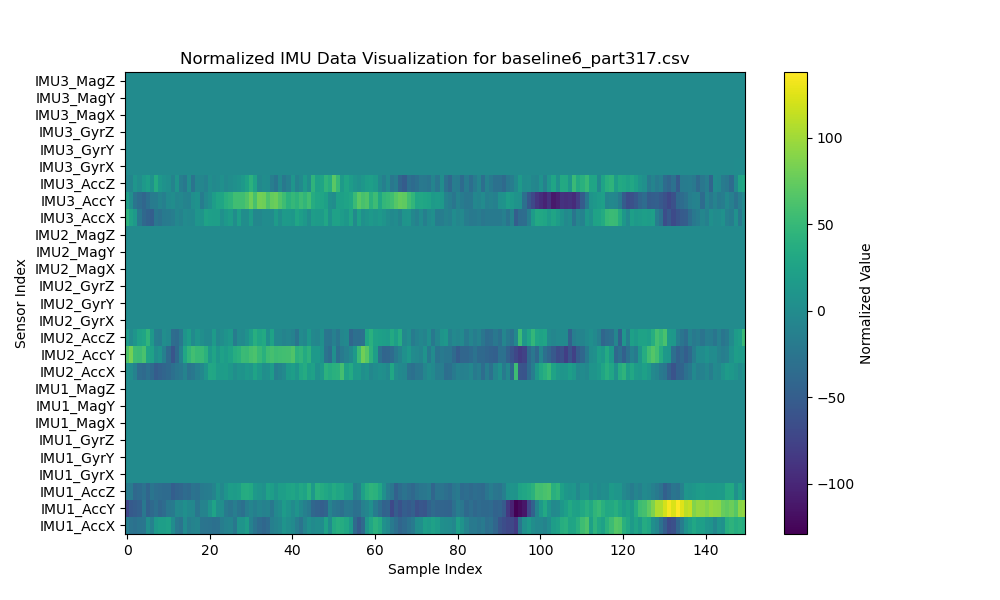 Normalized IMU Data Visualization for baseline6_part317.csv
IMU3_MagZ
IMU3_MagY
IMU3_MagX
IMU3_GyrZ
IMU3_GyrY
IMU3_GyrX
IMU3_AccZ
IMU3_AccY
IMU3_AccX
IMU2_MagZ
IMU2_MagY
IMU2_MagX
IMU2_GyrZ
IMU2_GyrY
IMU2_GyrX
IMU2_AccZ
IMU2_AccY
IMU2_AccX
IMU1_MagZ
IMU1_MagY
IMU1_MagX
IMU1_GyrZ
IMU1_GyrY
IMU1_GyrX
IMU1_AccZ
IMU1_AccY
IMU1_AccX
Sensor Index
0 20 40 60 80 100 120 140
Sample Index
100
50
0
−50
−100
Normalized Value